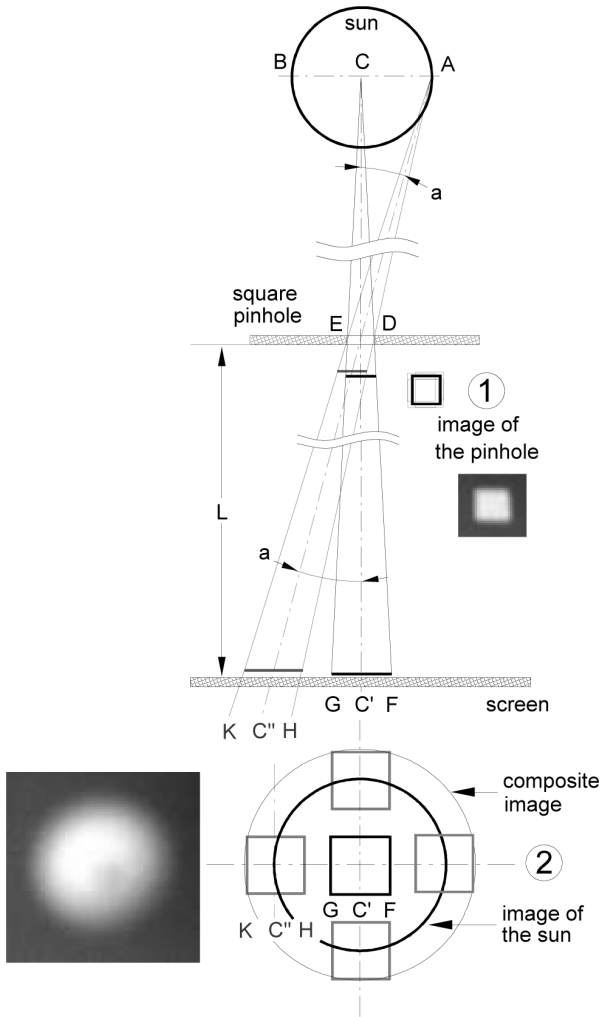 sun
B C A
a
square
pinhole
E D
1
image of
the pinhole
L
a
G C' F
screen
K C" H
composite
image
2
G C' F
K C" H
image of
the sun